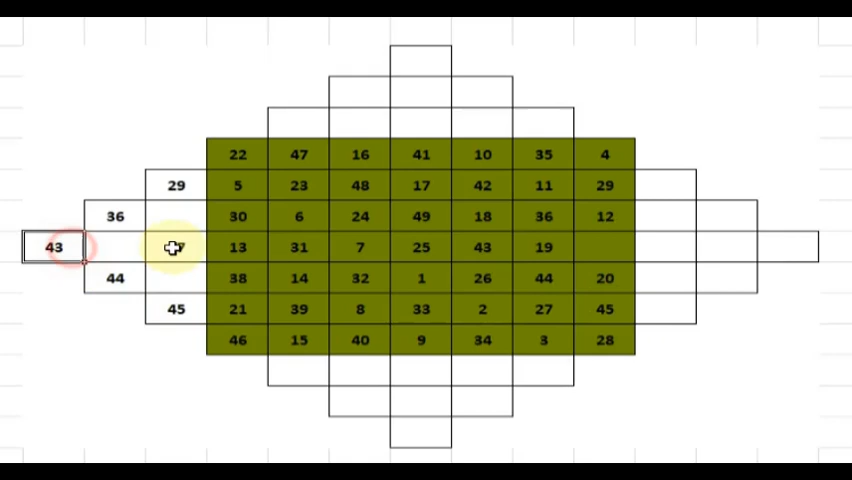 22 47 16 41 10 35 4
29 5 23 48 17 42 11 29
36 30 6 24 49 18 36 12
43 13 31 7 25 43 19
44 38 14 32 1 26 44 20
45 21 39 8 33 2 27 45
46 15 40 9 34 3 28